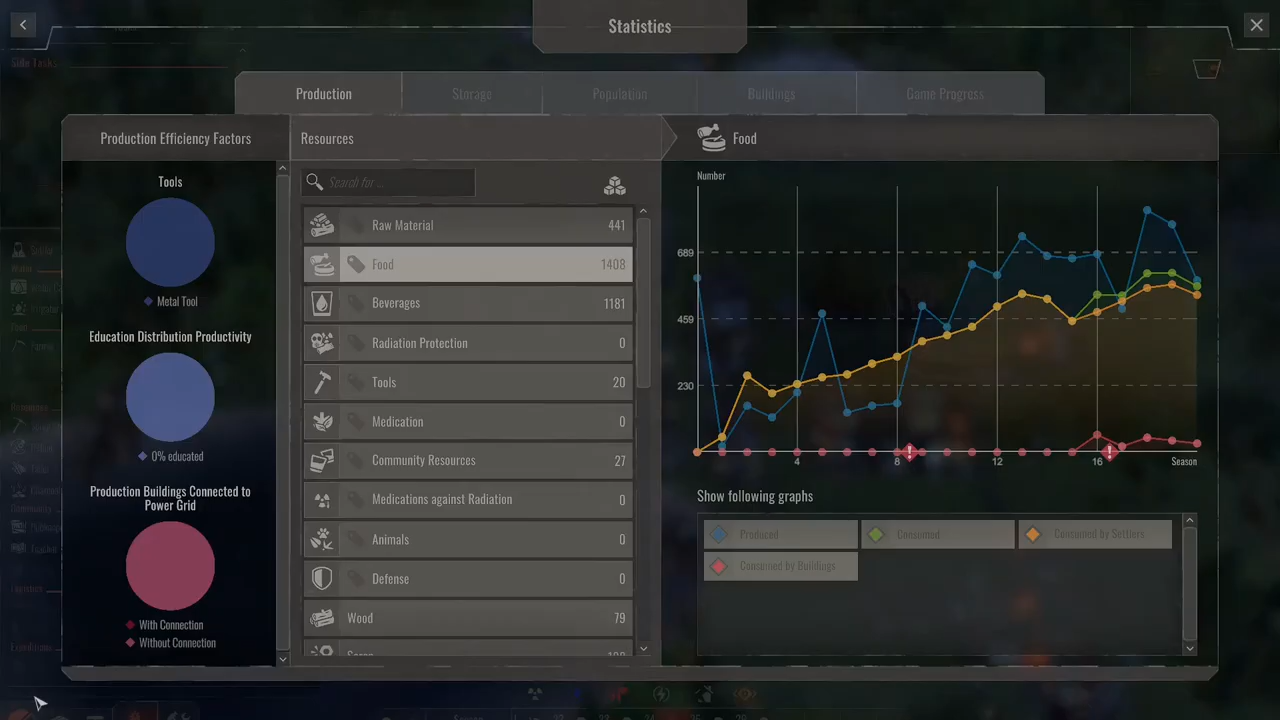 Statistics
Production
Storage
Population
Buildings
Game Progress
Production Efficiency Factors
Resources
Food
Tools
Metal Tool
Education Distribution Productivity
0% educated
Production Buildings Connected to
Power Grid
With Connection
Without Connection
Search for ...
Raw Material 441
Food 1408
Beverages 1181
Radiation Protection 0
Tools 20
Medication 0
Community Resources 27
Medications against Radiation 0
Animals 0
Defense 0
Wood 79
Number
689
459
230
4 8 12 16 Season
Show following graphs
Produced
Consumed
Consumed by Settlers
Consumed by Buildings